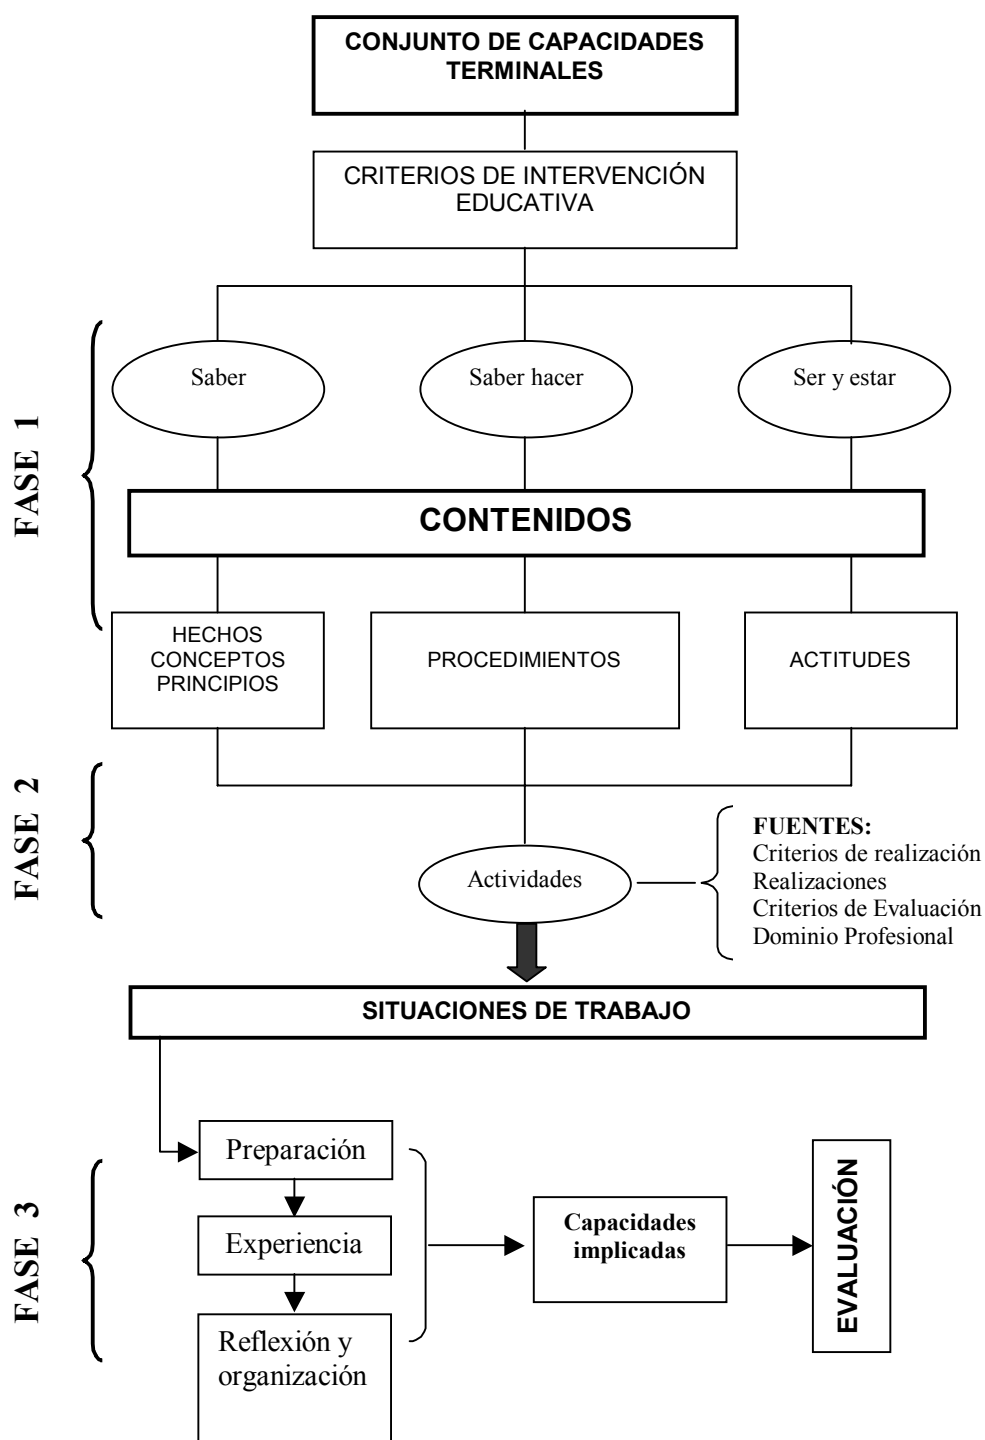 CONJUNTO DE CAPACIDADES
TERMINALES
CRITERIOS DE INTERVENCIÓN
EDUCATIVA
FASE 1
Saber
Saber hacer
Ser y estar
CONTENIDOS
HECHOS
CONCEPTOS
PRINCIPIOS
PROCEDIMIENTOS
ACTITUDES
FASE 2
Actividades
FUENTES:
Criterios de realización
Realizaciones
Criterios de Evaluación
Dominio Profesional
SITUACIONES DE TRABAJO
FASE 3
Preparación
Experiencia
Reflexión y
organización
Capacidades
implicadas
EVALUACIÓN